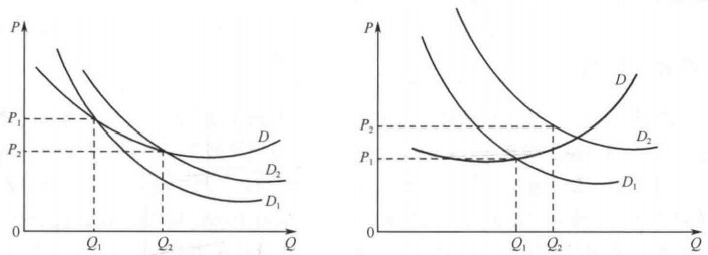 P
P₁
P₂
D
D₂
D₁
0
Q₁
Q₂
Q
P
D
P₂
D₂
P₁
D₁
0
Q₁
Q₂
Q